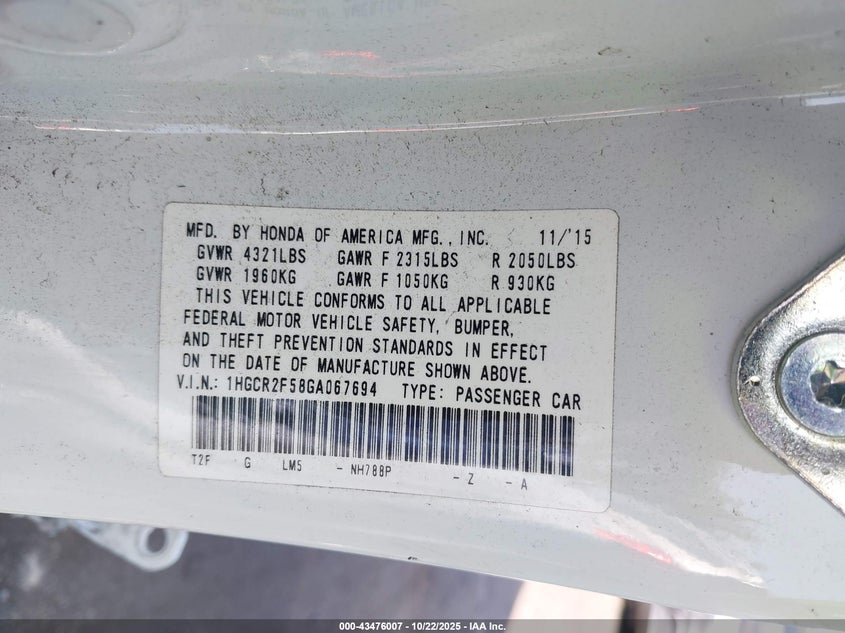 MFD. BY HONDA OF AMERICA MFG., INC. 11/'15
GVWR 4321LBS GAWR F 2315LBS R 2050LBS
GVWR 1960KG GAWR F 1050KG R 930KG
THIS VEHICLE CONFORMS TO ALL APPLICABLE
FEDERAL MOTOR VEHICLE SAFETY, BUMPER,
AND THEFT PREVENTION STANDARDS IN EFFECT
ON THE DATE OF MANUFACTURE SHOWN ABOVE.
V.I.N.: 1HGCR2F58GA067694 TYPE: PASSENGER CAR
T2F G LM5 - NH788P - Z - A
000-43476007 - 10/22/2025 - IAA Inc.